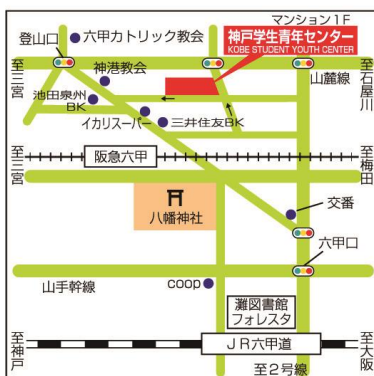 マンション1F
登山口
六甲カトリック教会
神戸学生青年センター
KOBE STUDENT YOUTH CENTER
至三宮
神港教会
山麓線
至石屋川
池田泉州
BK
イカリスーパー
三井住友BK
至三宮
阪急六甲
至梅田
八幡神社
交番
六甲口
山手幹線
coop
灘図書館
フォレスタ
至神戸
JR六甲道
至大阪
至2号線